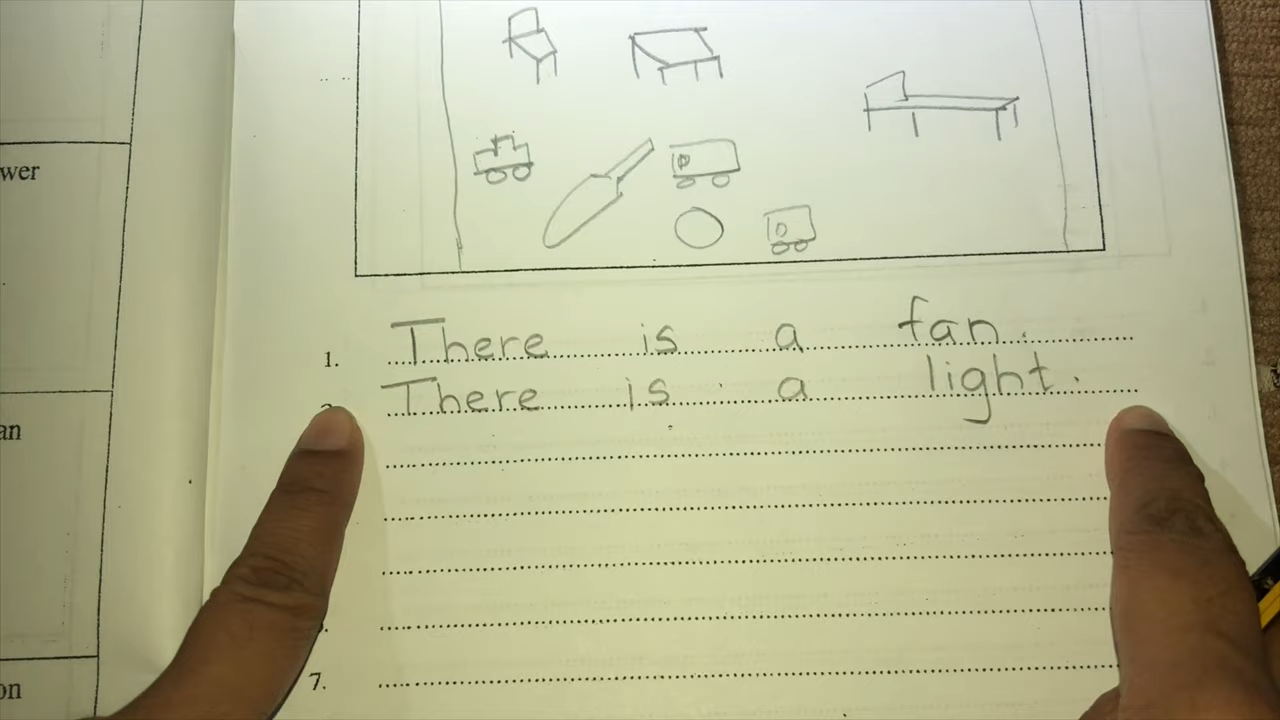 wer
an
on
1. There is a fan.
There is a light.
7.